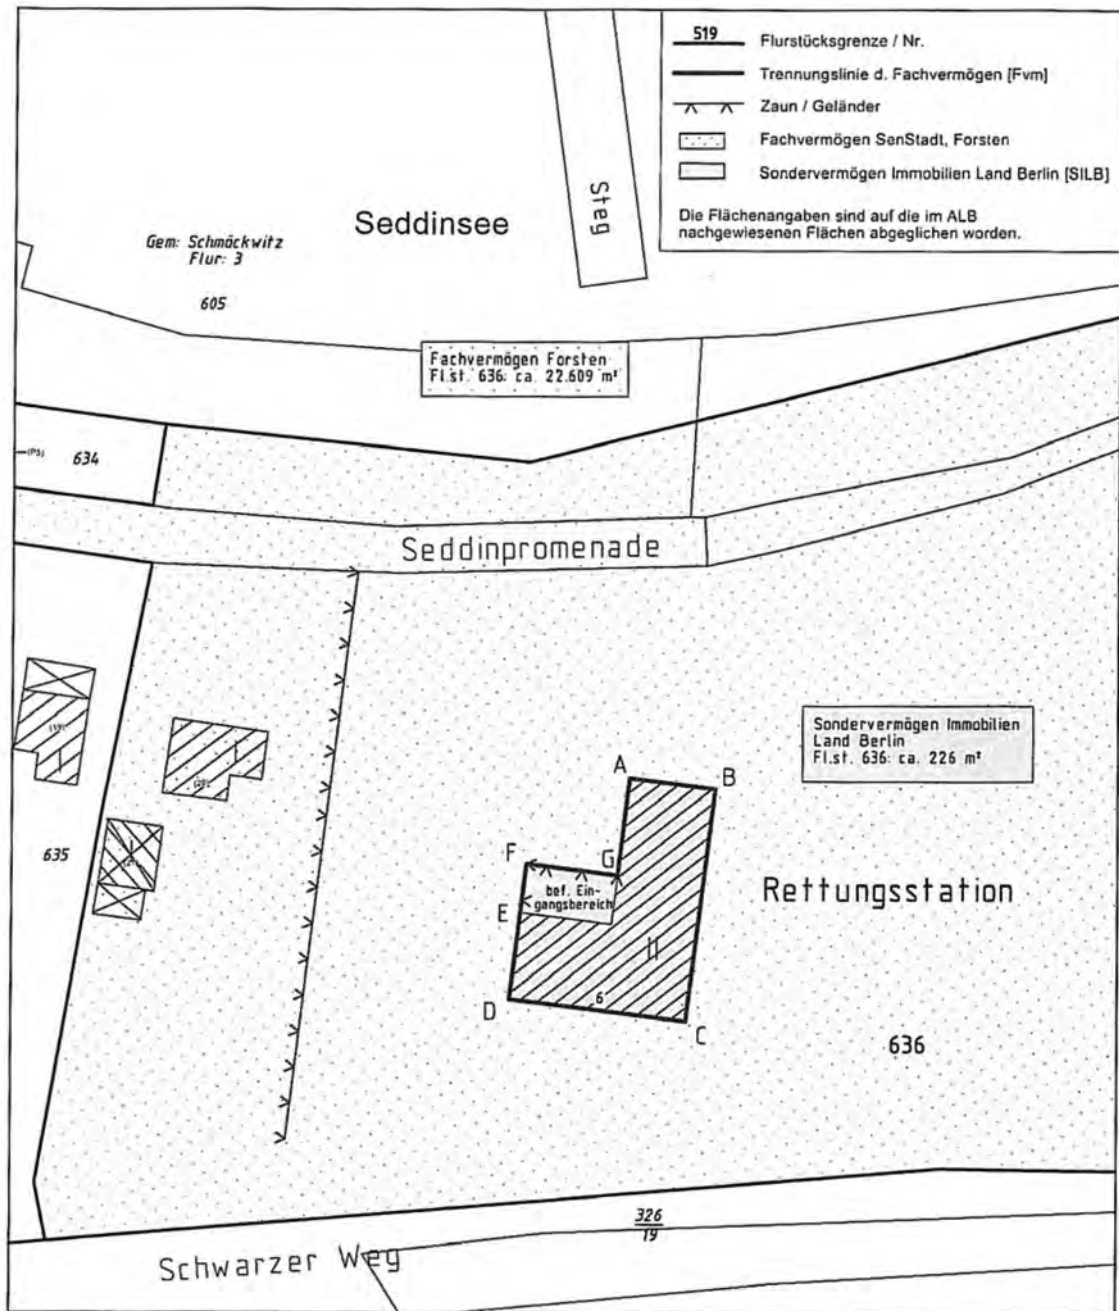 519
Flurstücksgrenze / Nr.
Trennungslinie d. Fachvermögen [Fvm]
Zaun / Geländer
Fachvermögen SenStadt, Forsten
Sondervermögen Immobilien Land Berlin [SILB]
Die Flächenangaben sind auf die im ALB
nachgewiesenen Flächen abgeglichen worden.
Steg
Seddinsee
Gem: Schmöckwitz
Flur: 3
605
Fachvermögen Forsten
Fl.st. 636: ca. 22.609 m²
634
Seddinpromenade
Sondervermögen Immobilien
Land Berlin
Fl.st. 636: ca. 226 m²
A
B
635
F
G
bef. Ein-
gangsbereich
E
Rettungsstation
II
D
6
C
636
326
19
Schwarzer Weg